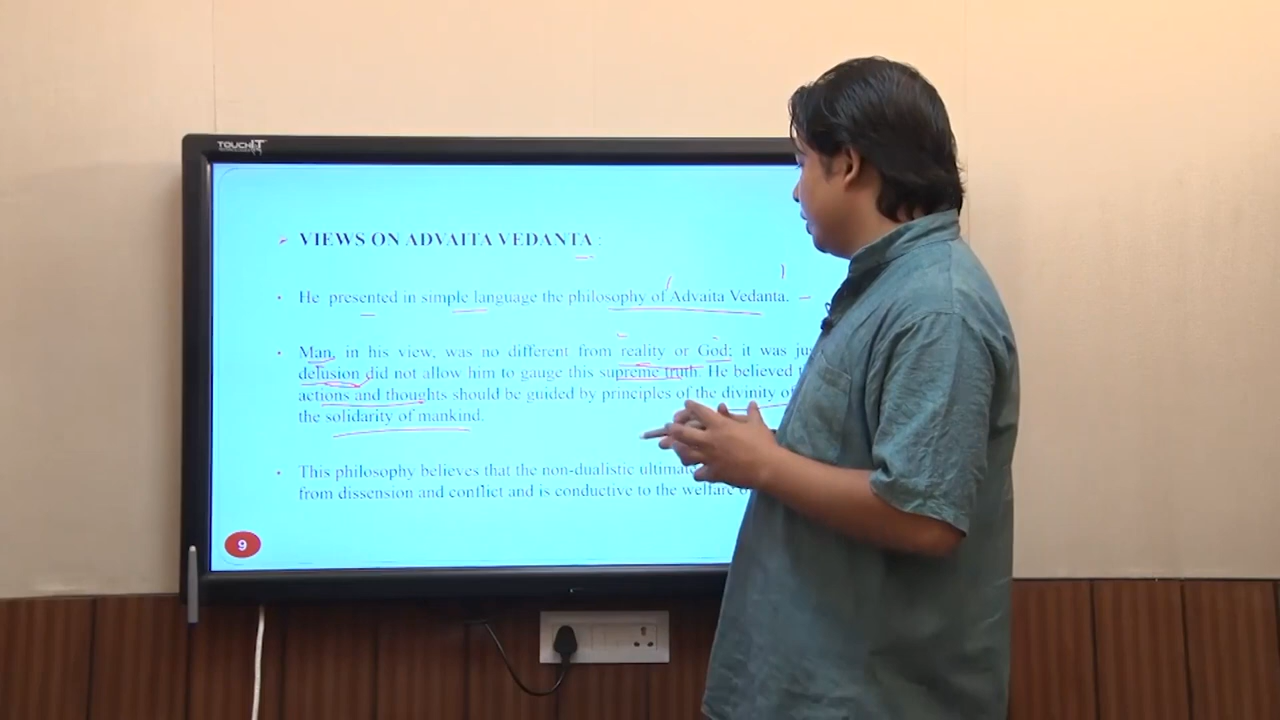 TOUCHIT
VIEWS ON ADVAITA VEDANTA :
He presented in simple language the philosophy of Advaita Vedanta.
Man, in his view, was no different from reality or God; it was
delusion did not allow him to gauge this supreme truth. He believed
actions and thoughts should be guided by principles of the divinity of
the solidarity of mankind.
This philosophy believes that the non-dualistic
from dissension and conflict and is conductive to the welfare
9